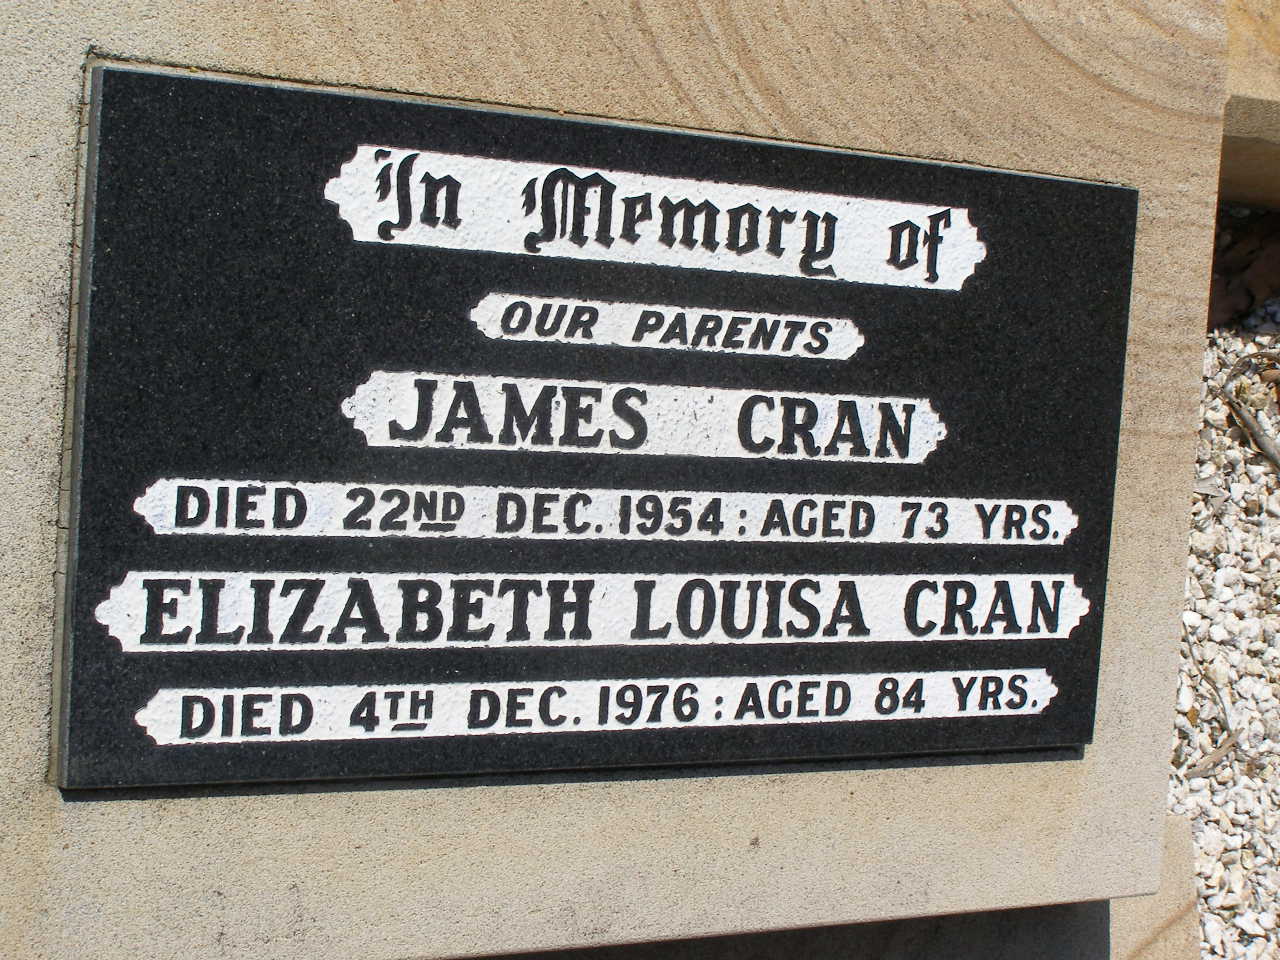 In Memory of
OUR PARENTS
JAMES CRAN
DIED 22ND DEC. 1954 : AGED 73 YRS.
ELIZABETH LOUISA CRAN
DIED 4TH DEC. 1976 : AGED 84 YRS.